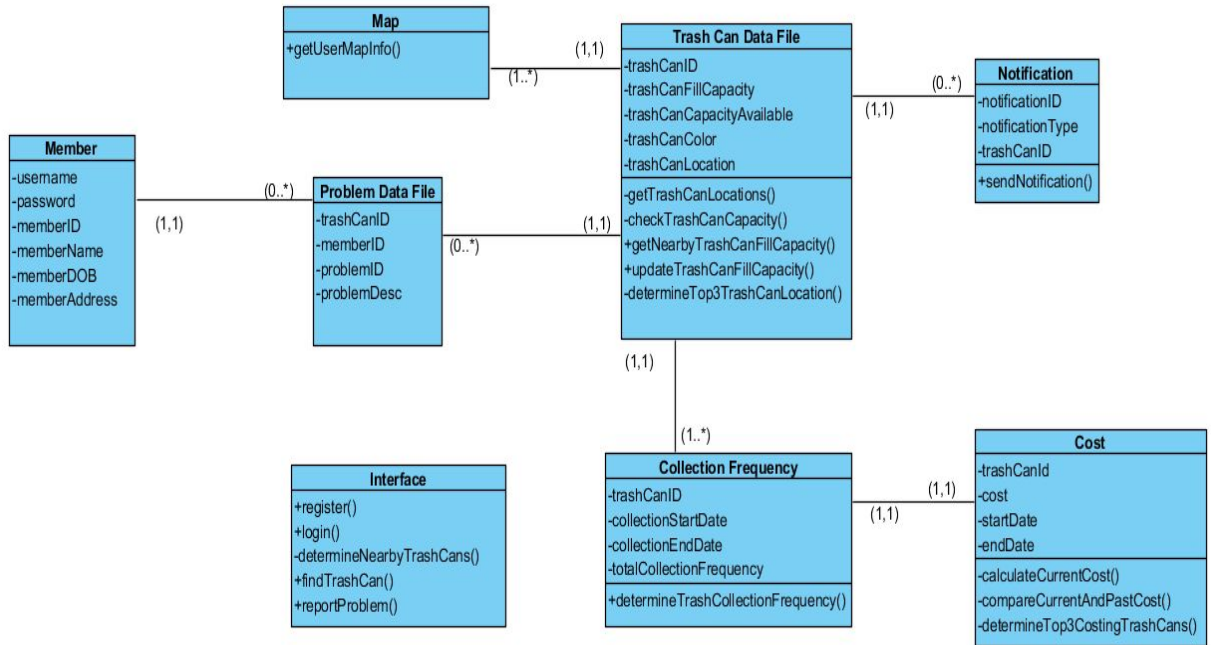 Map
+getUserMapInfo()
(1..*)
(1,1)
Trash Can Data File
-trashCanID
-trashCanFillCapacity
-trashCanCapacityAvailable
-trashCanColor
-trashCanLocation
-getTrashCanLocations()
-checkTrashCanCapacity()
+getNearbyTrashCanFillCapacity()
+updateTrashCanFillCapacity()
-determineTop3TrashCanLocation()
(1,1)
(0..*)
Notification
-notificationID
-notificationType
-trashCanID
+sendNotification()
Member
-username
-password
-memberID
-memberName
-memberDOB
-memberAddress
(1,1)
(0..*)
Problem Data File
-trashCanID
-memberID
-problemID
-problemDesc
(0..*)
(1,1)
(1,1)
(1..*)
Interface
+register()
+login()
-determineNearbyTrashCans()
+findTrashCan()
+reportProblem()
Collection Frequency
-trashCanID
-collectionStartDate
-collectionEndDate
-totalCollectionFrequency
+determineTrashCollectionFrequency()
(1,1)
(1,1)
Cost
-trashCanId
-cost
-startDate
-endDate
-calculateCurrentCost()
-compareCurrentAndPastCost()
-determineTop3CostingTrashCans()